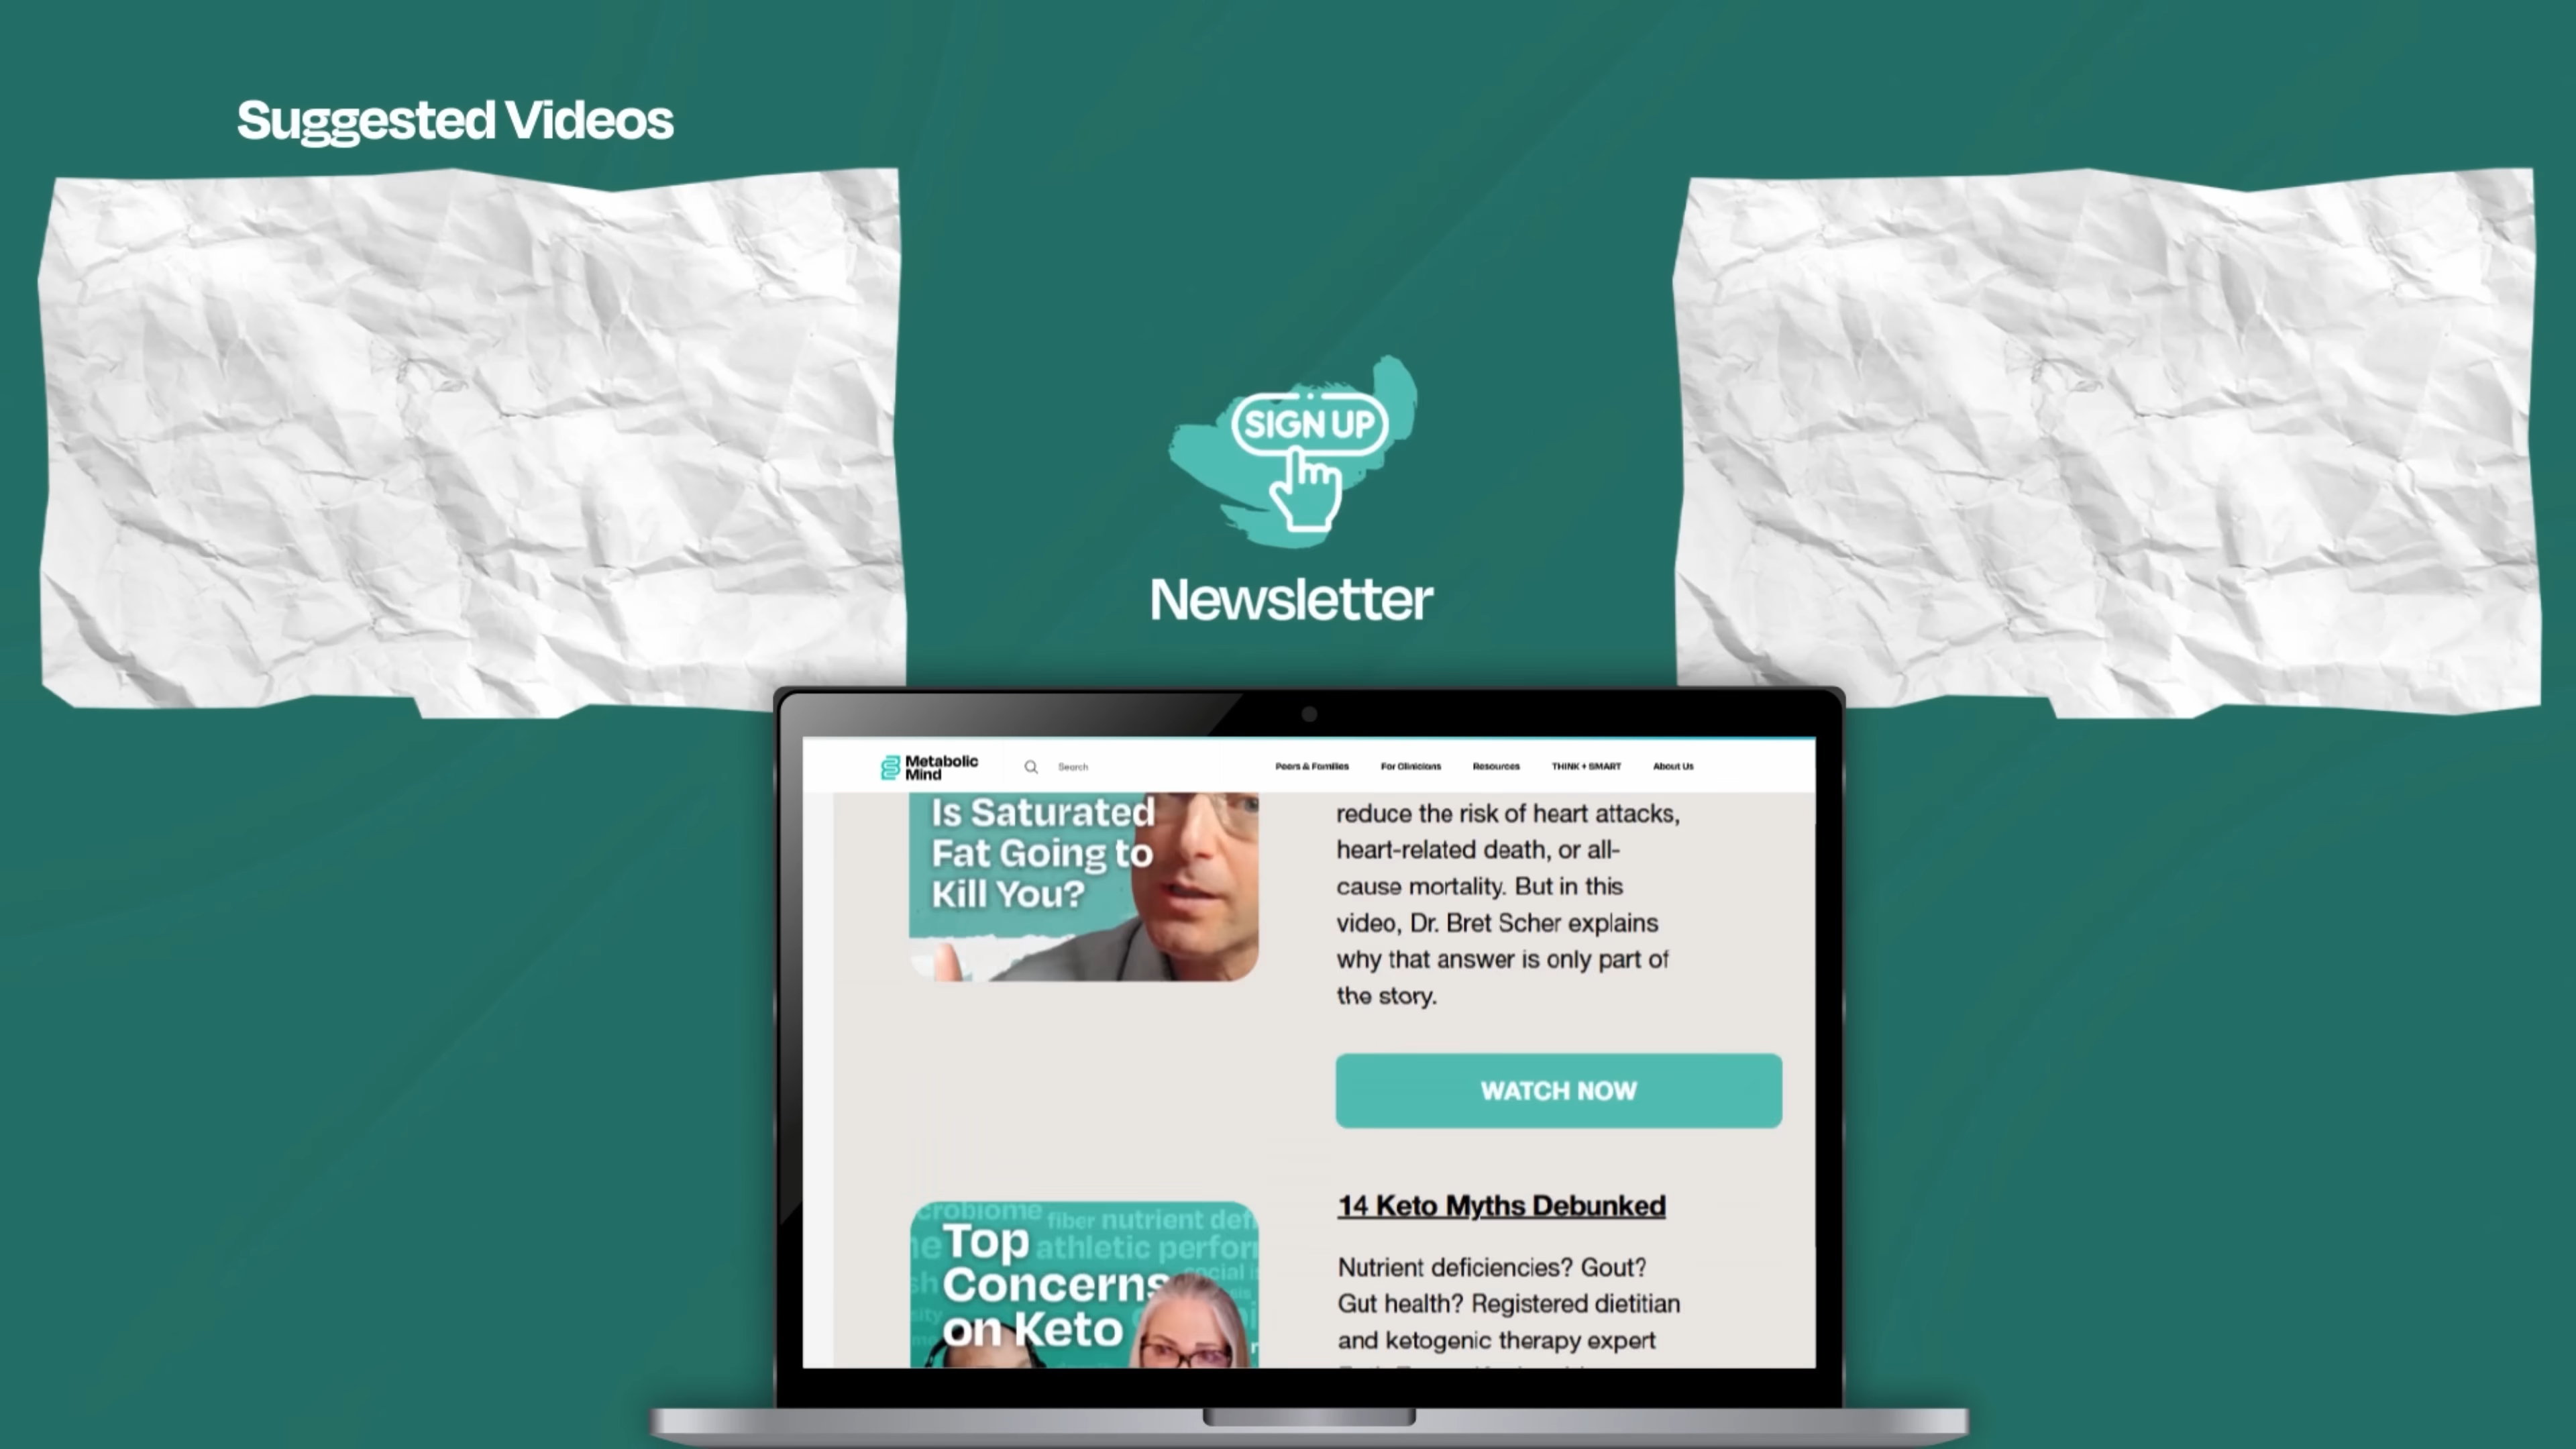 Suggested Videos
SIGN UP
Newsletter
Metabolic
Mind
Search
Peers & Families
For Clinicians
Resources
THINK + SMART
About Us
Is Saturated
Fat Going to
Kill You?
reduce the risk of heart attacks,
heart-related death, or all-
cause mortality. But in this
video, Dr. Bret Scher explains
why that answer is only part of
the story.
WATCH NOW
crobiome fiber nutrient defi
athletic perfor
Top
Concerns
on Keto
14 Keto Myths Debunked
Nutrient deficiencies? Gout?
Gut health? Registered dietitian
and ketogenic therapy expert